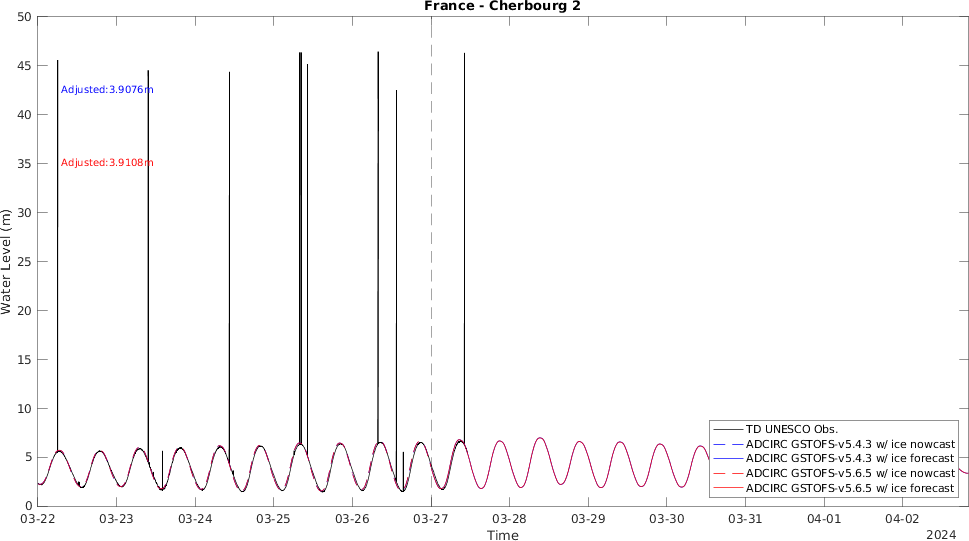 France - Cherbourg 2
50
45
40
35
30
25
20
15
10
5
0
Water Level (m)
Adjusted:3.9076m
Adjusted:3.9108m
TD UNESCO Obs.
ADCIRC GSTOFS-v5.4.3 w/ ice nowcast
ADCIRC GSTOFS-v5.4.3 w/ ice forecast
ADCIRC GSTOFS-v5.6.5 w/ ice nowcast
ADCIRC GSTOFS-v5.6.5 w/ ice forecast
03-22 03-23 03-24 03-25 03-26 03-27 03-28 03-29 03-30 03-31 04-01 04-02
Time
2024